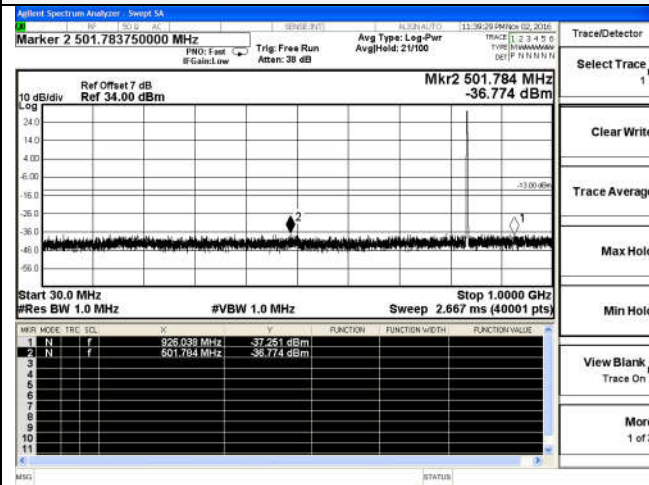 Agilent Spectrum Analyzer - Swept SA
RF 50 Ω AC SENSE:INT ALIGN AUTO 11:39:29 PM Nov 02, 2016
Marker 2 501.783750000 MHz
PNO: Fast
IFGain:Low
Trig: Free Run
Atten: 38 dB
Avg Type: Log-Pwr
Avg|Hold: 21/100
TRACE 1 2 3 4 5 6
TYPE M WWWWW
DET P N N N N N
Trace/Detector
Select Trace
1
Clear Write
Trace Average
Max Hold
Min Hold
View Blank
Trace On
More
Ref Offset 7 dB
10 dB/div Ref 34.00 dBm
Log
Mkr2 501.784 MHz
-36.774 dBm
24.0
14.0
4.00
-6.00
-13.00 dBm
-16.0
-26.0
2
1
-36.0
-46.0
-56.0
Start 30.0 MHz Stop 1.0000 GHz
#Res BW 1.0 MHz #VBW 1.0 MHz Sweep 2.667 ms (40001 pts)
MKR MODE TRC SCL X Y FUNCTION FUNCTION WIDTH FUNCTION VALUE
1 N f 926.038 MHz -37.251 dBm
2 N f 501.784 MHz -36.774 dBm
3
4
5
6
7
8
9
10
11
MSG STATUS